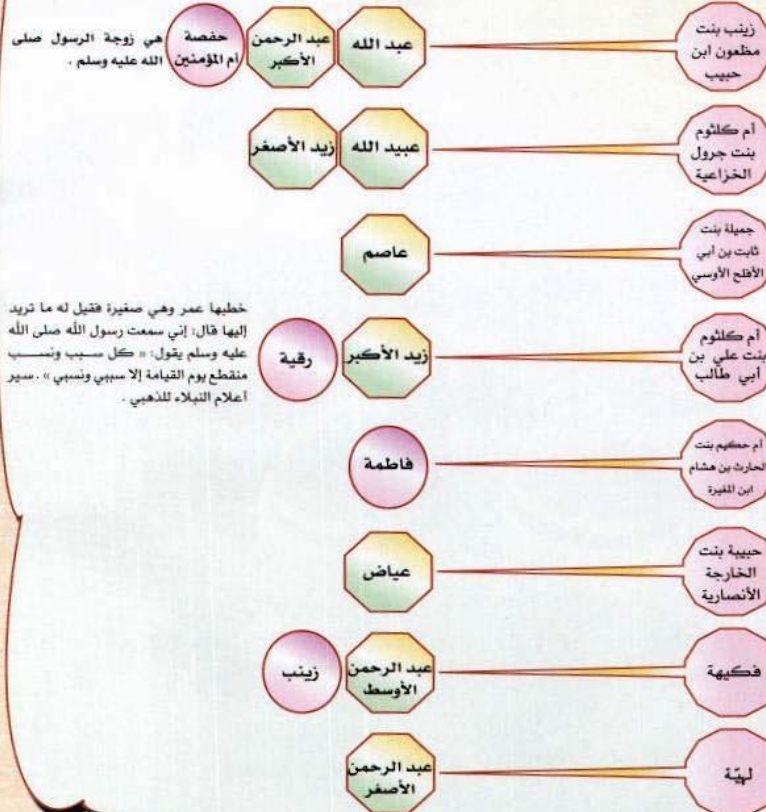 زينب بنت
مظعون ابن
حبيب
عبد الله
عبد الرحمن
الأكبر
حفصة
أم المؤمنين
هي زوجة الرسول صلى
الله عليه وسلم .
أم كلثوم
بنت جرول
الخزاعية
عبيد الله
زيد الأصغر
جميلة بنت
ثابت بن أبي
الأفلح الأوسي
عاصم
أم كلثوم
بنت علي بن
أبي طالب
زيد الأكبر
رقية
خطبها عمر وهي صغيرة فقيل له ما تريد
إليها قال: إني سمعت رسول الله صلى الله
عليه وسلم يقول: « كل سبب ونسب
منقطع يوم القيامة إلا سببي ونسبي » . سير
أعلام النبلاء للذهبي .
أم حكيم بنت
الحارث بن هشام
ابن المغيرة
فاطمة
حبيبة بنت
الخارجة
الأنصارية
عياض
فكيهة
عبد الرحمن
الأوسط
زينب
لهيّة
عبد الرحمن
الأصغر